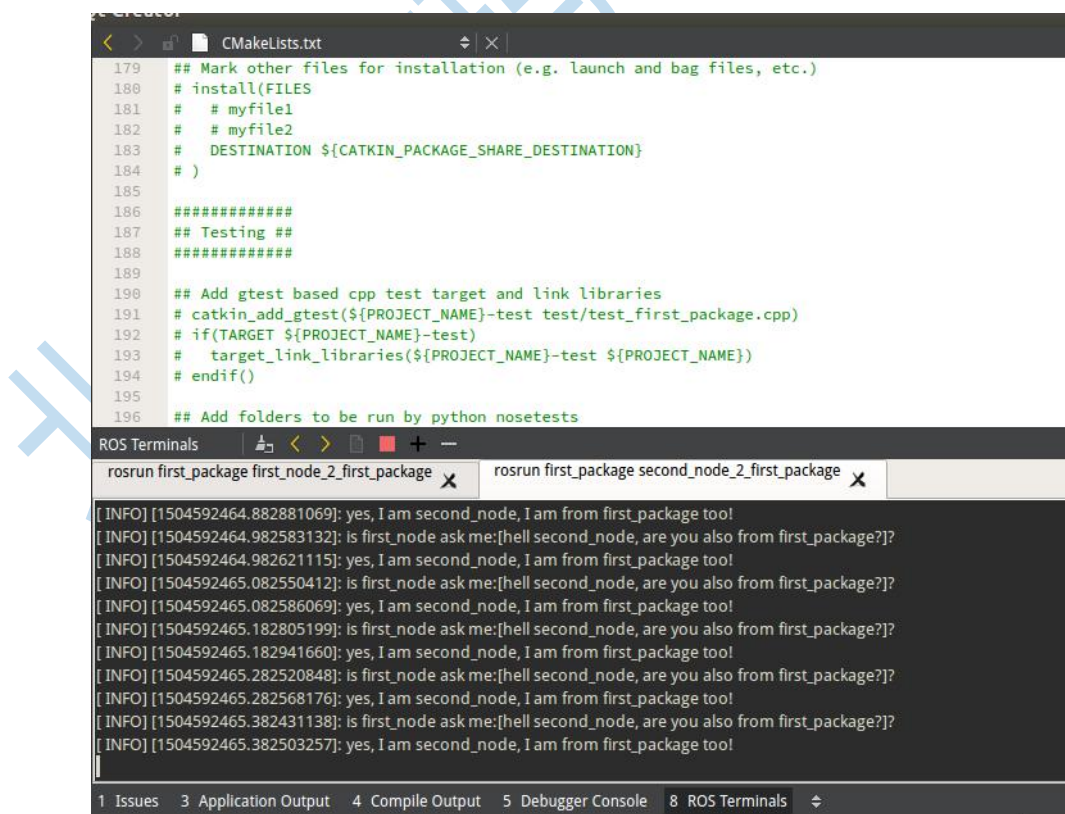 CMakeLists.txt
179 ## Mark other files for installation (e.g. launch and bag files, etc.)
180 # install(FILES
181 #   # myfile1
182 #   # myfile2
183 #   DESTINATION ${CATKIN_PACKAGE_SHARE_DESTINATION}
184 # )
185
186 #############
187 ## Testing ##
188 #############
189
190 ## Add gtest based cpp test target and link libraries
191 # catkin_add_gtest(${PROJECT_NAME}-test test/test_first_package.cpp)
192 # if(TARGET ${PROJECT_NAME}-test)
193 #   target_link_libraries(${PROJECT_NAME}-test ${PROJECT_NAME})
194 # endif()
195
196 ## Add folders to be run by python nosetests
ROS Terminals
rosrun first_package first_node_2_first_package rosrun first_package second_node_2_first_package
[ INFO] [1504592464.882881069]: yes, I am second_node, I am from first_package too!
[ INFO] [1504592464.982583132]: is first_node ask me:[hell second_node, are you also from first_package?]?
[ INFO] [1504592464.982621115]: yes, I am second_node, I am from first_package too!
[ INFO] [1504592465.082550412]: is first_node ask me:[hell second_node, are you also from first_package?]?
[ INFO] [1504592465.082586069]: yes, I am second_node, I am from first_package too!
[ INFO] [1504592465.182805199]: is first_node ask me:[hell second_node, are you also from first_package?]?
[ INFO] [1504592465.182941660]: yes, I am second_node, I am from first_package too!
[ INFO] [1504592465.282520848]: is first_node ask me:[hell second_node, are you also from first_package?]?
[ INFO] [1504592465.282568176]: yes, I am second_node, I am from first_package too!
[ INFO] [1504592465.382431138]: is first_node ask me:[hell second_node, are you also from first_package?]?
[ INFO] [1504592465.382503257]: yes, I am second_node, I am from first_package too!
1 Issues 3 Application Output 4 Compile Output 5 Debugger Console 8 ROS Terminals